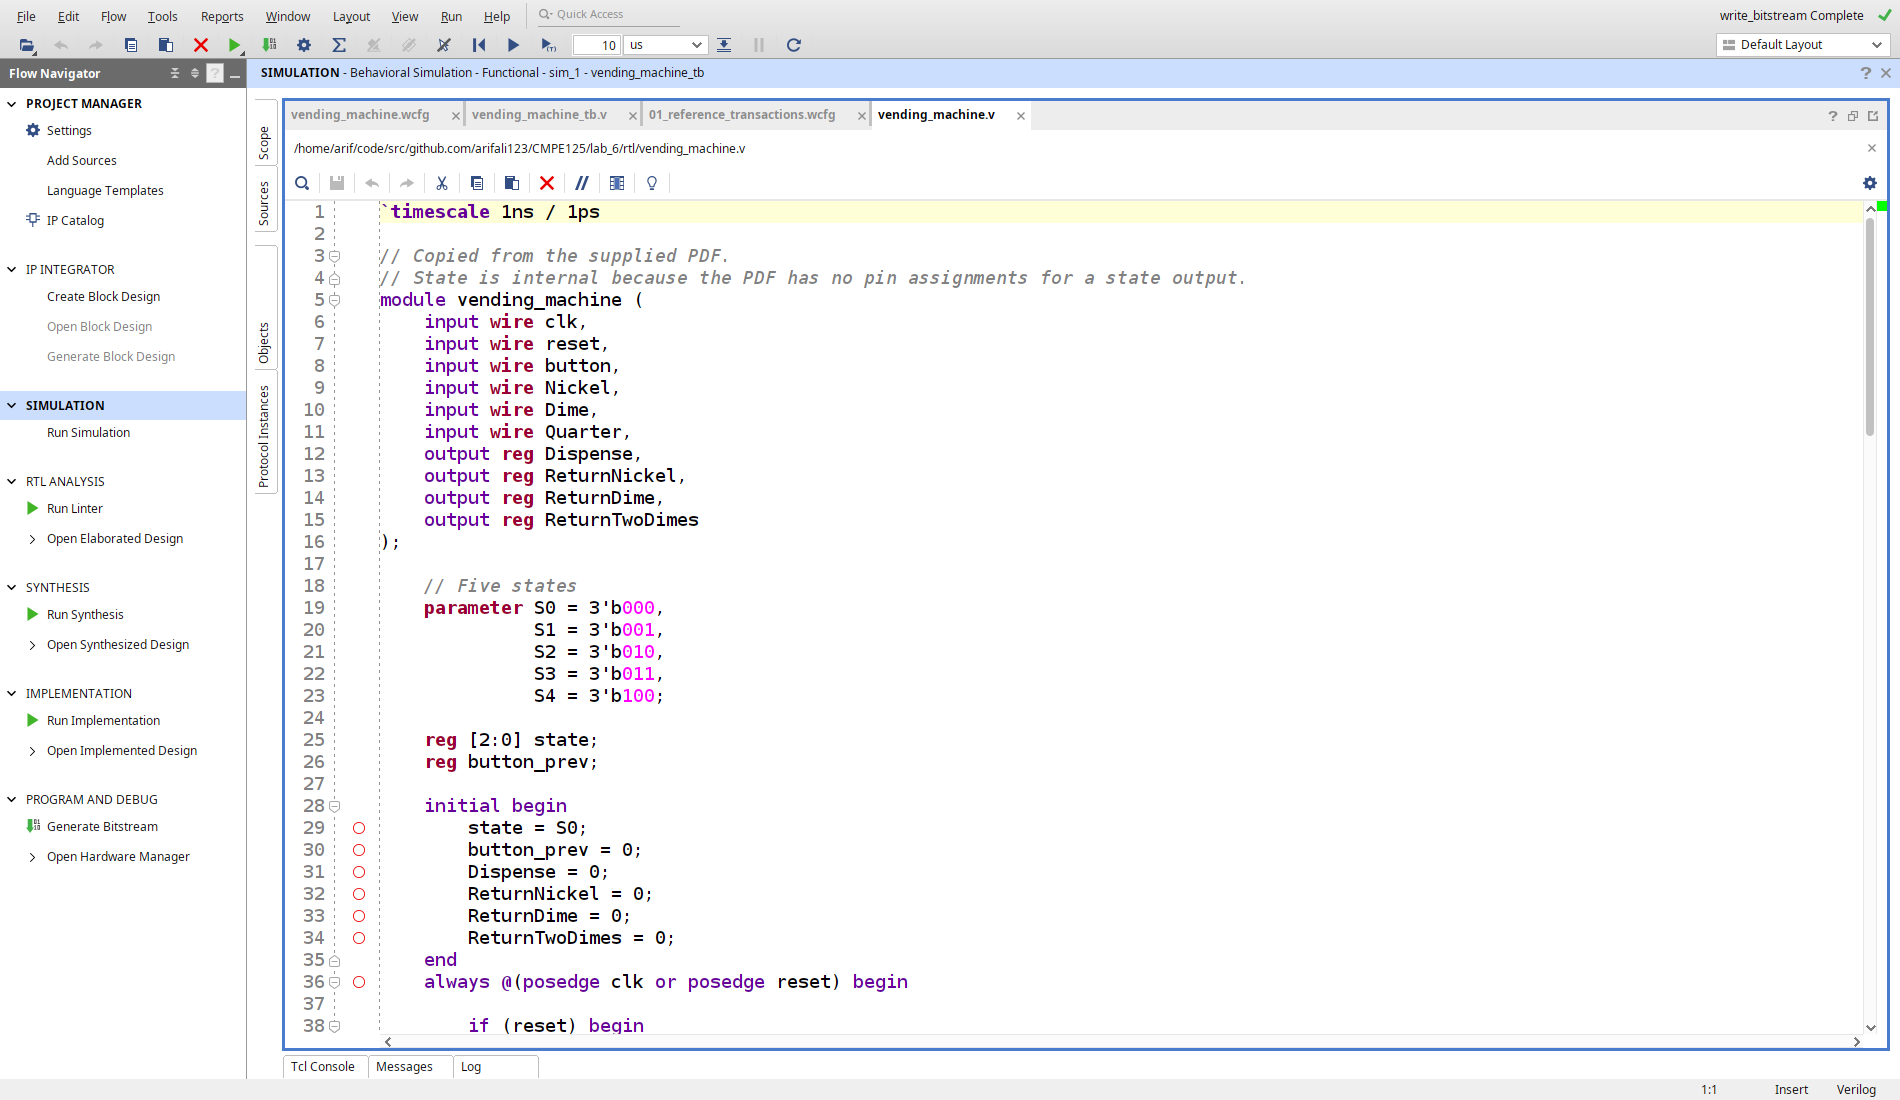 File Edit Flow Tools Reports Window Layout View Run Help Quick Access write_bitstream Complete
10 us Default Layout
Flow Navigator ? SIMULATION - Behavioral Simulation - Functional - sim_1 - vending_machine_tb ?
PROJECT MANAGER
Settings
Add Sources
Language Templates
IP Catalog
IP INTEGRATOR
Create Block Design
Open Block Design
Generate Block Design
SIMULATION
Run Simulation
RTL ANALYSIS
Run Linter
Open Elaborated Design
SYNTHESIS
Run Synthesis
Open Synthesized Design
IMPLEMENTATION
Run Implementation
Open Implemented Design
PROGRAM AND DEBUG
Generate Bitstream
Open Hardware Manager
Scope
Sources
Objects
Protocol Instances
vending_machine.wcfg vending_machine_tb.v 01_reference_transactions.wcfg vending_machine.v ?
/home/arif/code/src/github.com/arifali123/CMPE125/lab_6/rtl/vending_machine.v
1 `timescale 1ns / 1ps
2
3 // Copied from the supplied PDF.
4 // State is internal because the PDF has no pin assignments for a state output.
5 module vending_machine (
6 input wire clk,
7 input wire reset,
8 input wire button,
9 input wire Nickel,
10 input wire Dime,
11 input wire Quarter,
12 output reg Dispense,
13 output reg ReturnNickel,
14 output reg ReturnDime,
15 output reg ReturnTwoDimes
16 );
17
18 // Five states
19 parameter S0 = 3'b000,
20 S1 = 3'b001,
21 S2 = 3'b010,
22 S3 = 3'b011,
23 S4 = 3'b100;
24
25 reg [2:0] state;
26 reg button_prev;
27
28 initial begin
29 state = S0;
30 button_prev = 0;
31 Dispense = 0;
32 ReturnNickel = 0;
33 ReturnDime = 0;
34 ReturnTwoDimes = 0;
35 end
36 always @(posedge clk or posedge reset) begin
37
38 if (reset) begin
Tcl Console Messages Log
1:1 Insert Verilog